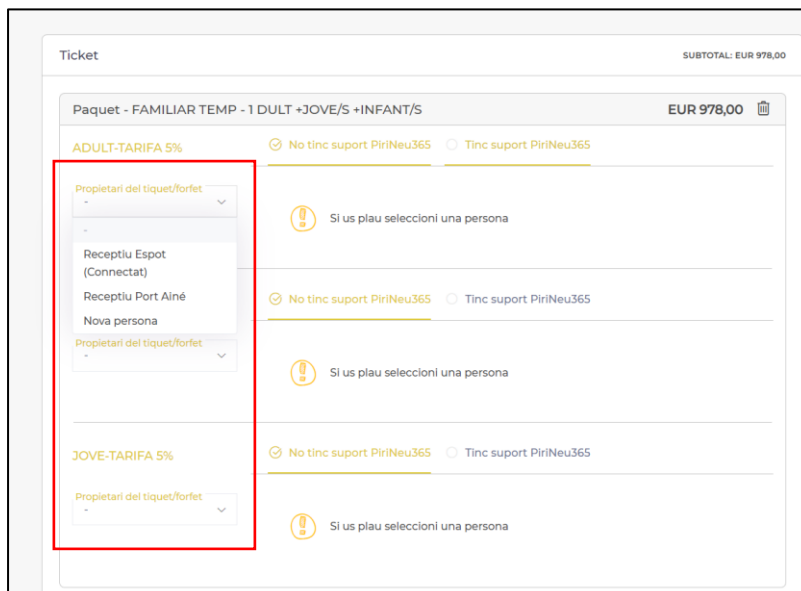 Ticket SUBTOTAL: EUR 978,00
Paquet - FAMILIAR TEMP - 1 DULT +JOVE/S +INFANT/S EUR 978,00
ADULT-TARIFA 5% No tinc suport PiriNeu365 Tinc suport PiriNeu365
Propietari del tiquet/forfet
-
Si us plau seleccioni una persona
-
Receptiu Espot
(Connectat)
Receptiu Port Ainé
Nova persona
No tinc suport PiriNeu365 Tinc suport PiriNeu365
Propietari del tiquet/forfet
-
Si us plau seleccioni una persona
JOVE-TARIFA 5% No tinc suport PiriNeu365 Tinc suport PiriNeu365
Propietari del tiquet/forfet
-
Si us plau seleccioni una persona